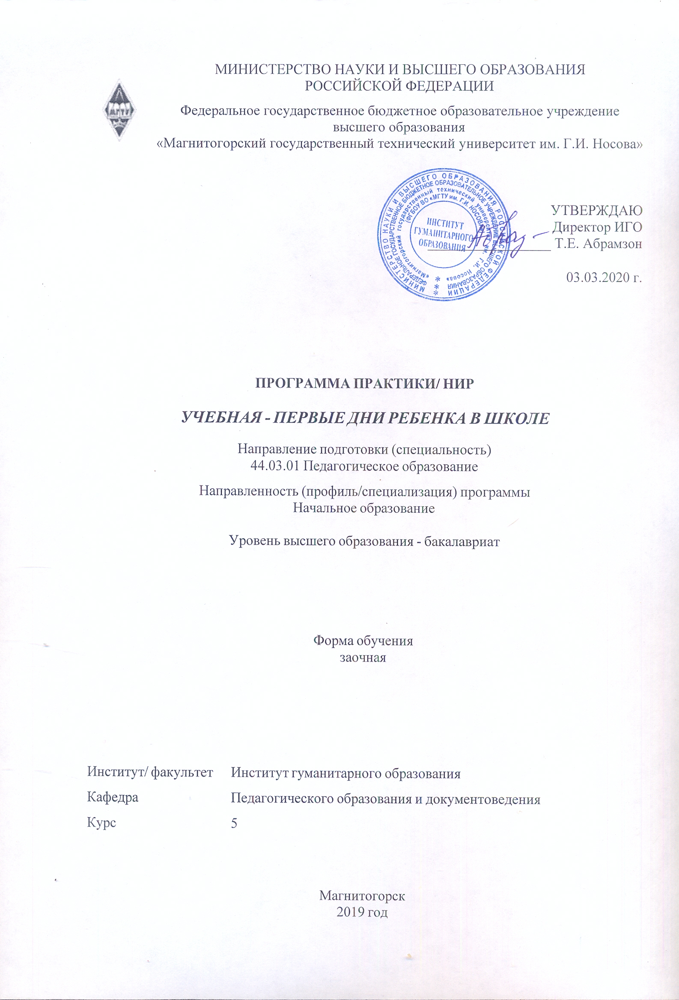 МИНИСТЕРСТВО НАУКИ И ВЫСШЕГО ОБРАЗОВАНИЯ
РОССИЙСКОЙ ФЕДЕРАЦИИ
МГТУ
Федеральное государственное бюджетное образовательное учреждение
высшего образования
«Магнитогорский государственный технический университет им. Г.И. Носова»
МИНИСТЕРСТВО НАУКИ И ВЫСШЕГО ОБРАЗОВАНИЯ РОССИЙСКОЙ ФЕДЕРАЦИИ
ФЕДЕРАЛЬНОЕ ГОСУДАРСТВЕННОЕ БЮДЖЕТНОЕ ОБРАЗОВАТЕЛЬНОЕ УЧРЕЖДЕНИЕ ВЫСШЕГО ОБРАЗОВАНИЯ
«Магнитогорский государственный технический университет им. Г.И. Носова»
(ФГБОУ ВО «МГТУ им. Г.И. НОСОВА»
ИНСТИТУТ
ГУМАНИТАРНОГО
ОБРАЗОВАНИЯ
УТВЕРЖДАЮ
Директор ИГО
Т.Е. Абрамзон
03.03.2020 г.
ПРОГРАММА ПРАКТИКИ/ НИР
УЧЕБНАЯ - ПЕРВЫЕ ДНИ РЕБЕНКА В ШКОЛЕ
Направление подготовки (специальность)
44.03.01 Педагогическое образование
Направленность (профиль/специализация) программы
Начальное образование
Уровень высшего образования - бакалавриат
Форма обучения
заочная
Институт/ факультет Институт гуманитарного образования
Кафедра Педагогического образования и документоведения
Курс 5
Магнитогорск
2019 год